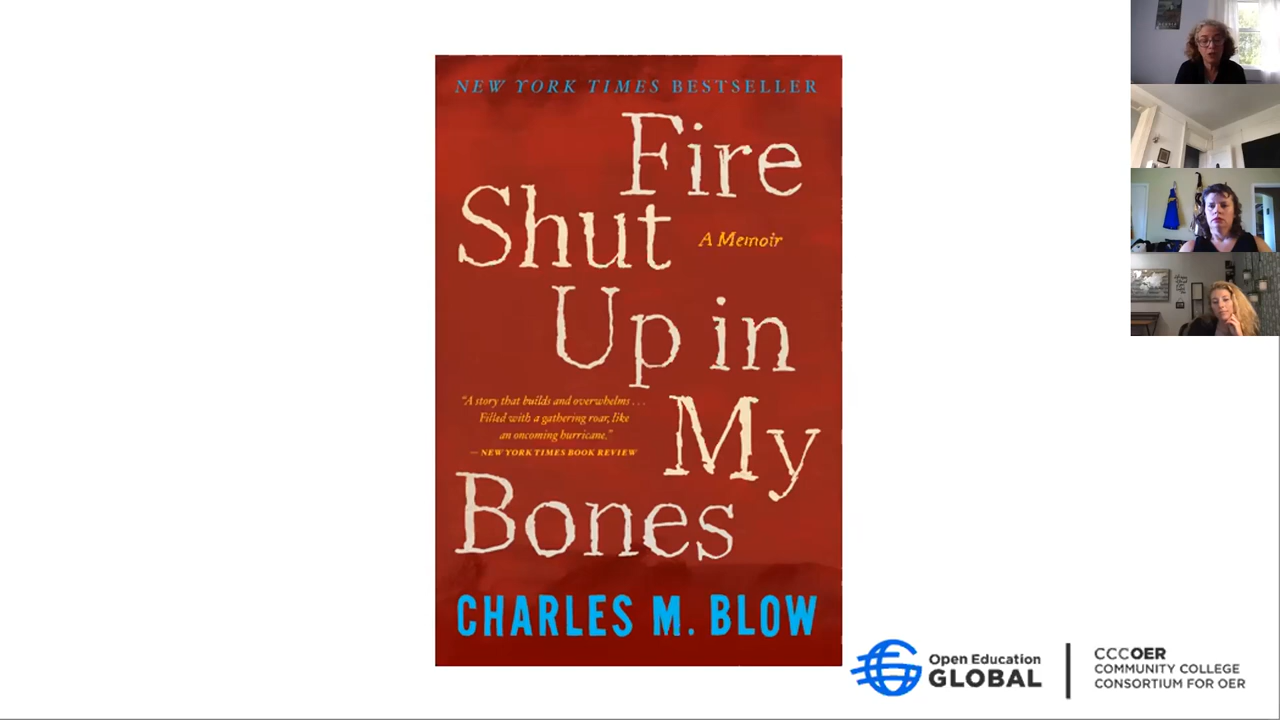 NEW YORK TIMES BESTSELLER
Fire
Shut
A Memoir
Up in
"A story that builds and overwhelms . . .
Filled with a gathering roar, like
an oncoming hurricane."
— NEW YORK TIMES BOOK REVIEW
My
Bones
CHARLES M. BLOW
Open Education
GLOBAL
CCCOER
COMMUNITY COLLEGE
CONSORTIUM FOR OER